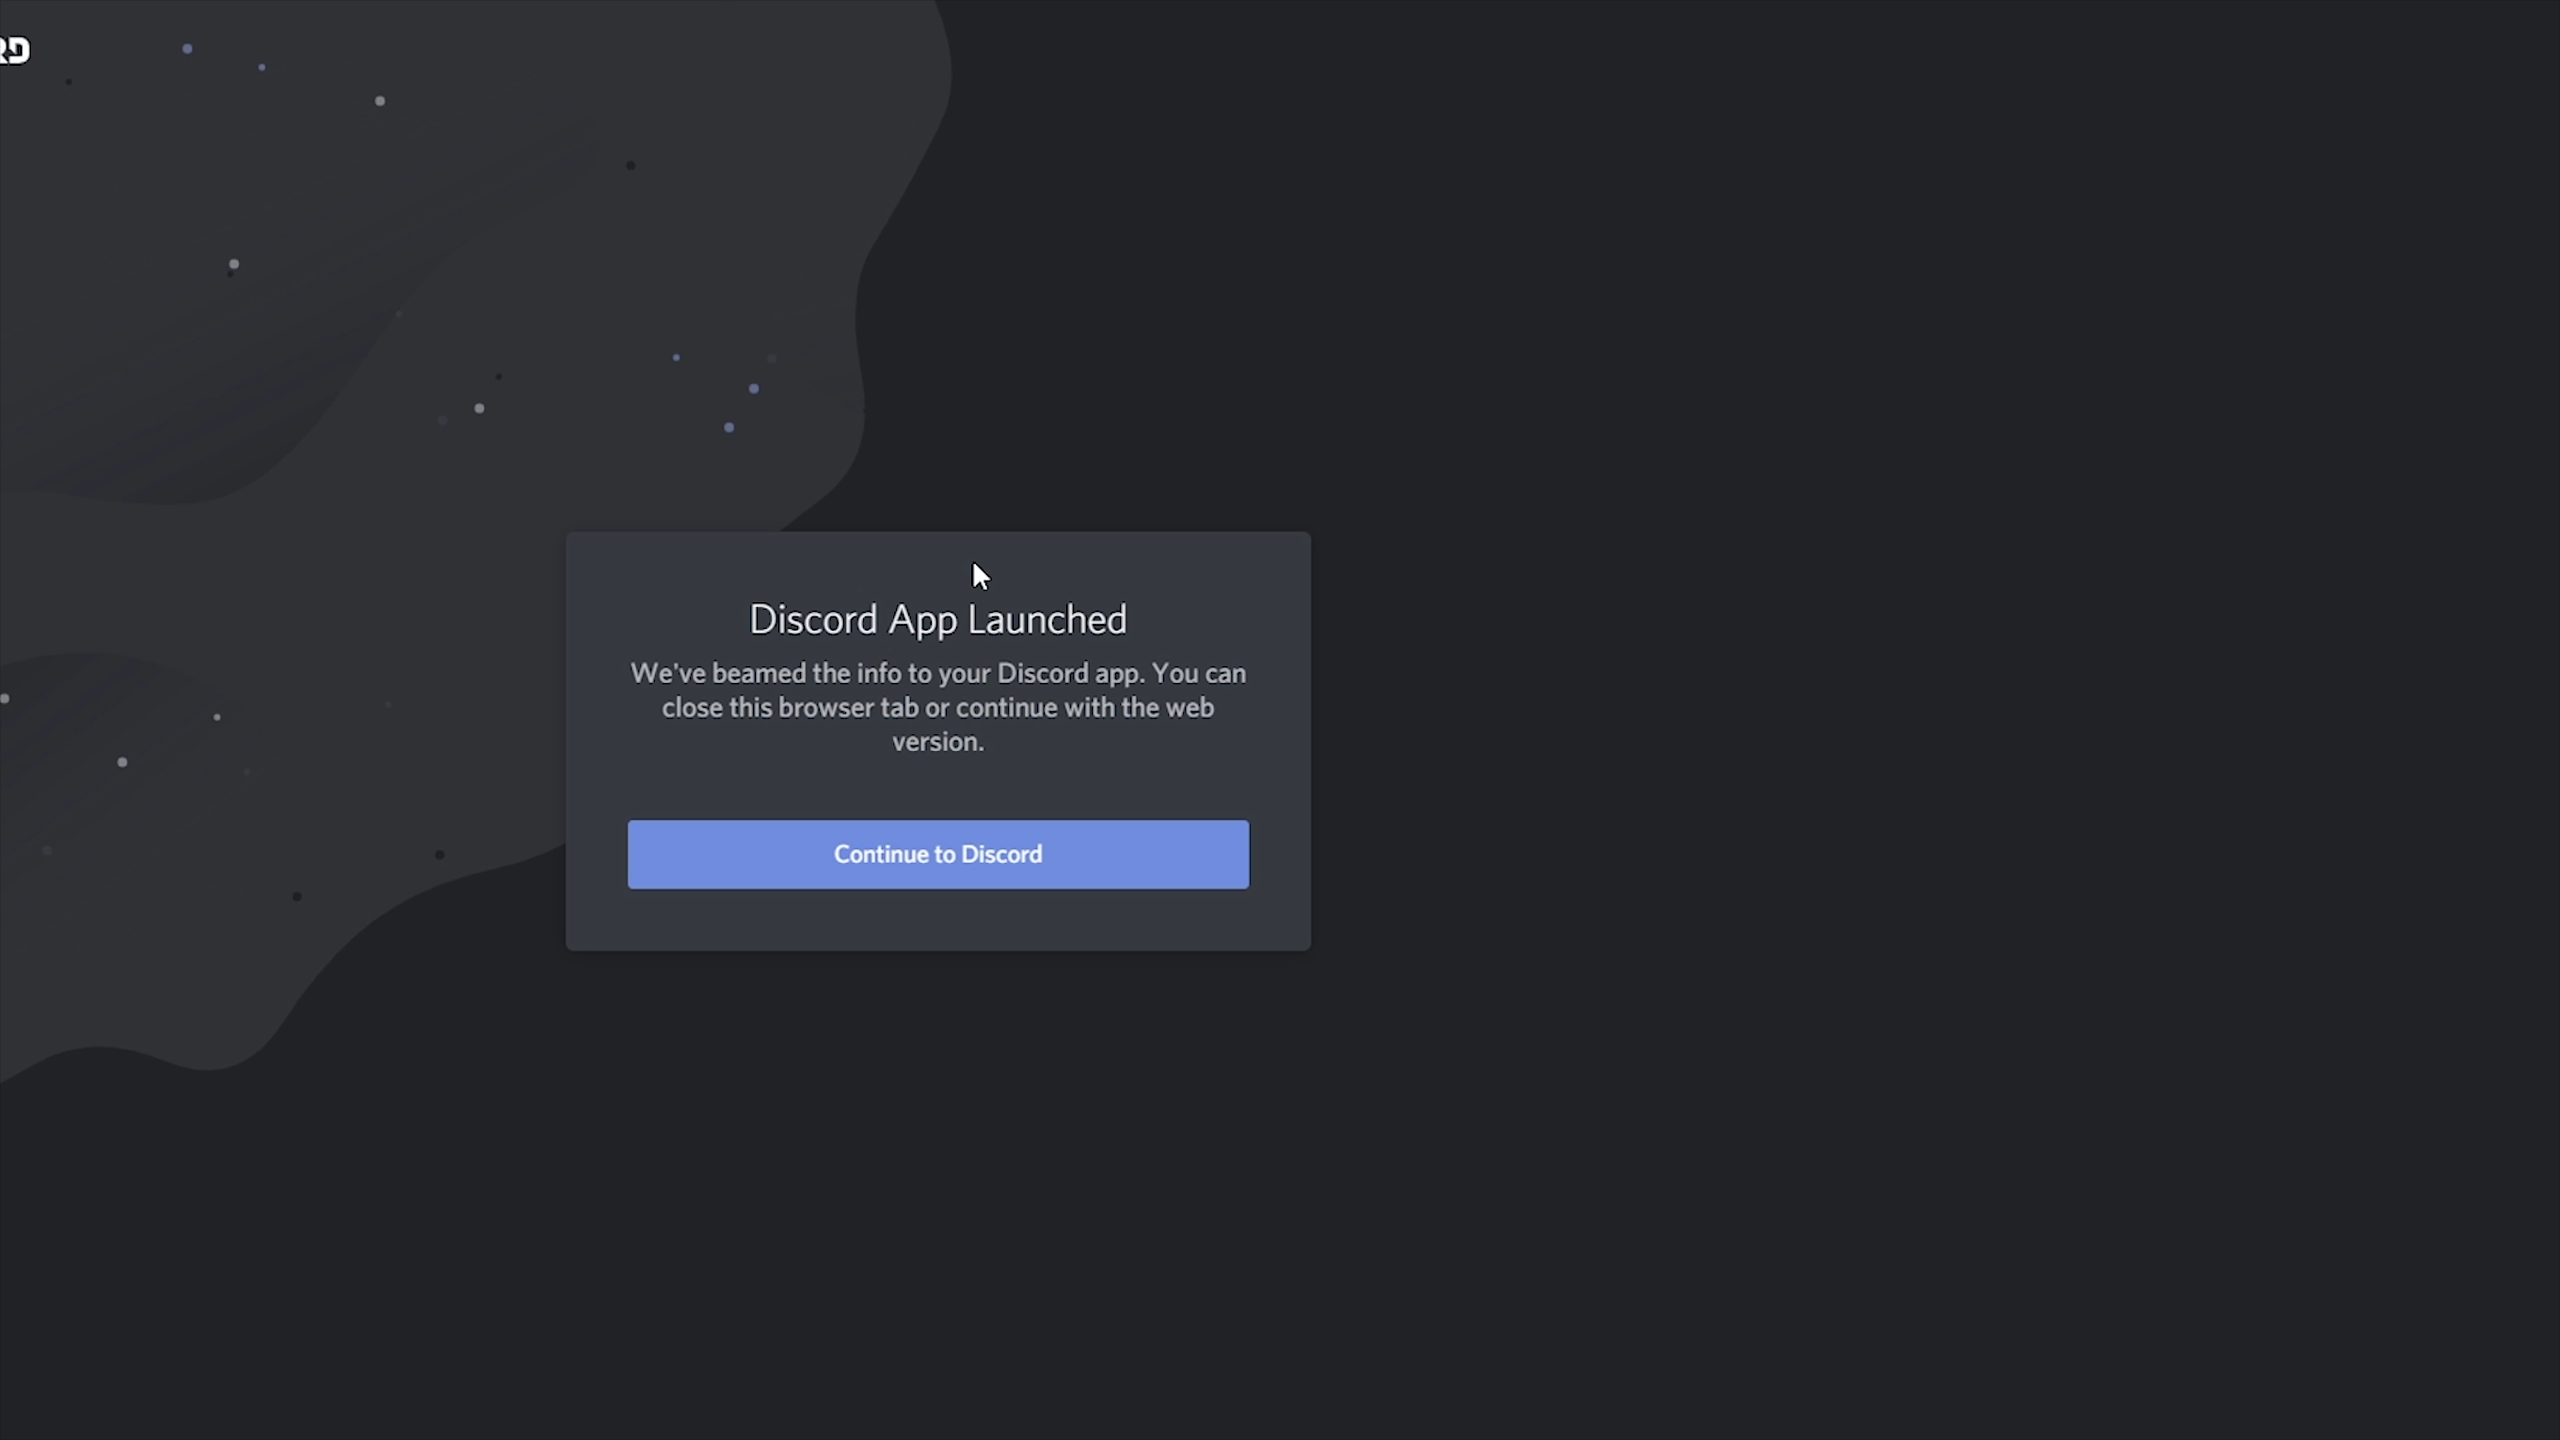 RD
Discord App Launched
We've beamed the info to your Discord app. You can
close this browser tab or continue with the web
version.
Continue to Discord